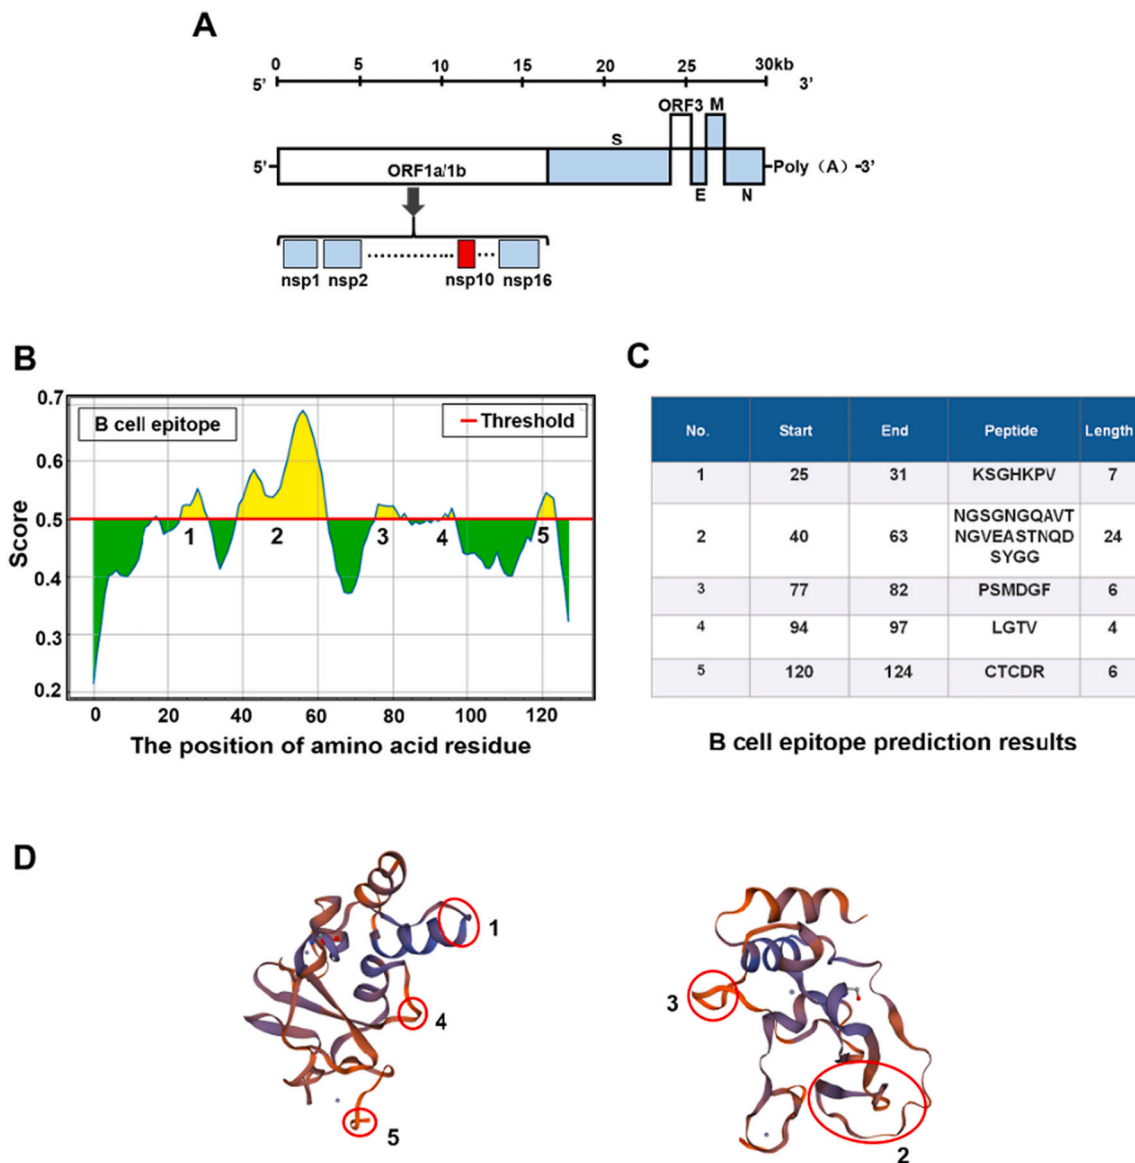 A
0 5 10 15 20 25 30kb
5’ 3’
ORF3 M
S
5’ ORF1a/1b Poly（A）-3’
E N
nsp1 nsp2 nsp10 nsp16
B
0.7
B cell epitope Threshold
0.6
0.5
1 2 3 4 5
0.4
0.3
0.2
Score
0 20 40 60 80 100 120
The position of amino acid residue
C
No. Start End Peptide Length
1 25 31 KSGHKPV 7
NGSGNGQAVT
2 40 63 NGVEASTNQD 24
SYGG
3 77 82 PSMDGF 6
4 94 97 LGTV 4
5 120 124 CTCDR 6
B cell epitope prediction results
D
1
4
5
3
2